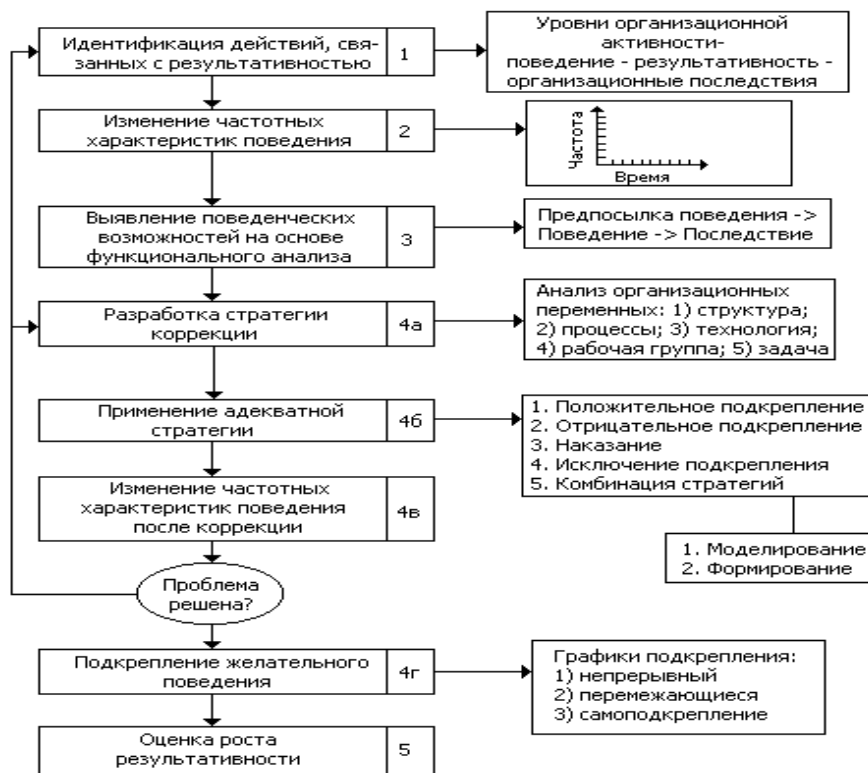 Идентификация действий, свя-
занных с результативностью
1
Уровни организационной
активности-
поведение - результативность -
организационные последствия
Изменение частотных
характеристик поведения
2
Частота
Время
Выявление поведенческих
возможностей на основе
функционального анализа
3
Предпосылка поведения ->
Поведение -> Последствие
Разработка стратегии
коррекции
4а
Анализ организационных
переменных: 1) структура;
2) процессы; 3) технология;
4) рабочая группа; 5) задача
Применение адекватной
стратегии
4б
1. Положительное подкрепление
2. Отрицательное подкрепление
3. Наказание
4. Исключение подкрепления
5. Комбинация стратегий
Изменение частотных
характеристик поведения
после коррекции
4в
1. Моделирование
2. Формирование
Проблема
решена?
Подкрепление желательного
поведения
4г
Графики подкрепления:
1) непрерывный
2) перемежающиеся
3) самоподкрепление
Оценка роста
результативности
5